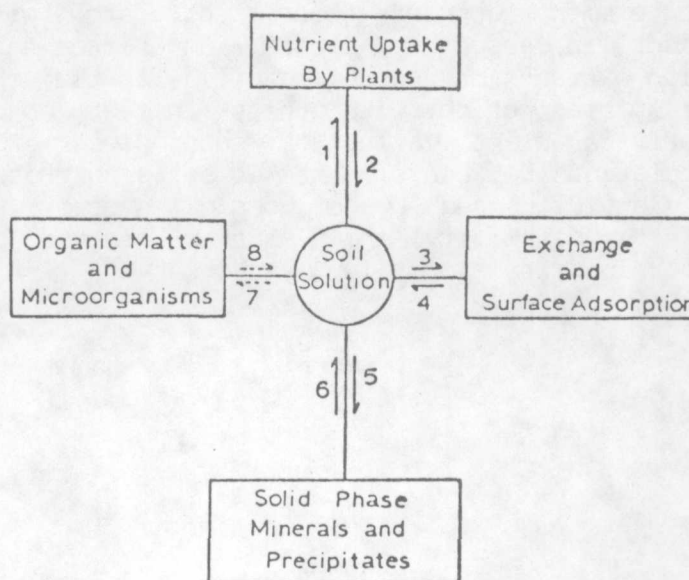 Nutrient Uptake
By Plants
1
2
Organic Matter
and
Microorganisms
8
7
Soil
Solution
3
4
Exchange
and
Surface Adsorption
6
5
Solid Phase
Minerals and
Precipitates